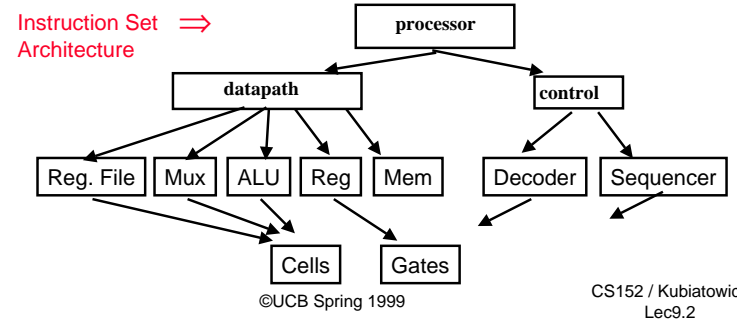 Instruction Set ⇒
Architecture
processor
datapath
control
Reg. File
Mux
ALU
Reg
Mem
Decoder
Sequencer
Cells
Gates
©UCB Spring 1999
CS152 /
Lec9.2